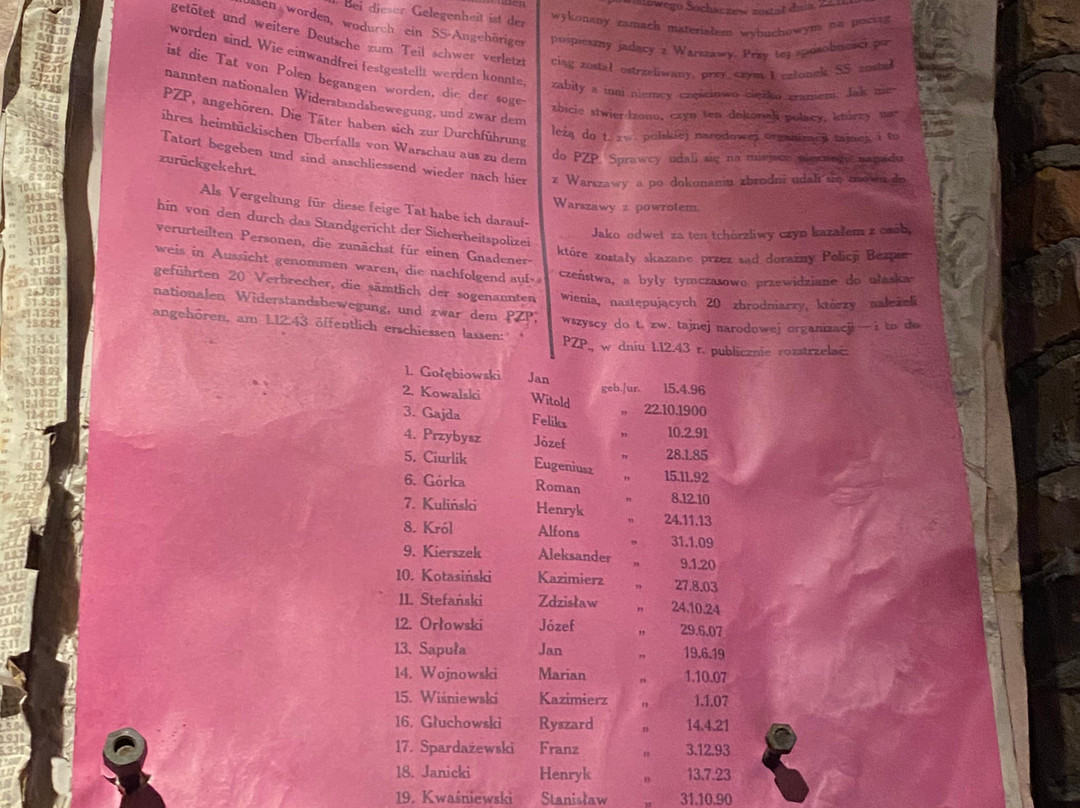 Bei dieser Gelegenheit ist der
worden, wodurch ein SS-Angehöriger
getötet und weitere Deutsche zum Teil schwer verletzt
worden sind. Wie einwandfrei festgestellt werden konnte,
ist die Tat von Polen begangen worden, die der soge-
nannten nationalen Widerstandsbewegung, und zwar dem
PZP, angehören. Die Täter haben sich zur Durchführung
ihres heimtückischen Überfalls von Warschau aus zu dem
Tatort begeben und sind anschliessend wieder nach hier
zurückgekehrt.
Als Vergeltung für diese feige Tat habe ich darauf-
hin von den durch das Standgericht der Sicherheitspolizei
verurteilten Personen, die zunächst für einen Gnadener-
weis in Aussicht genommen waren, die nachfolgend auf-
geführten 20 Verbrecher, die sämtlich der sogenannten
nationalen Widerstandsbewegung, und zwar dem PZP,
angehören, am 1.12.43 öffentlich erschiessen lassen:
Sochaczew został dnia
wykonany zamach materiałem wybuchowym na pociąg
pospieszny jadący z Warszawy. Przy tej sposobności po-
ciąg został ostrzeliwany, przy czym 1 członek SS został
zabity a inni niemcy częściowo ciężko zranieni. Jak nie-
zbicie stwierdzono, czyn ten dokonali polacy, którzy na-
leżą do t. zw. polskiej narodowej organizacji tajnej, i to
do PZP. Sprawcy udali się na miejsce napadu
z Warszawy a po dokonaniu zbrodni udali się znowu do
Warszawy z powrotem.
Jako odwet za ten tchórzliwy czyn kazałem z osób,
które zostały skazane przez sąd doraźny Policji Bezpie-
czeństwa, a były tymczasowo przewidziane do ułaska-
wienia, następujących 20 zbrodniarzy, którzy należeli
wszyscy do t. zw. tajnej narodowej organizacji — i to do
PZP., w dniu 1.12.43 r. publicznie rozstrzelać:
1. Gołębiowski Jan geb./ur. 15.4.96
2. Kowalski Witold „ 22.10.1900
3. Gajda Feliks „ 10.2.91
4. Przybysz Józef „ 28.1.85
5. Ciurlik Eugeniusz „ 15.11.92
6. Górka Roman „ 8.12.10
7. Kuliński Henryk „ 24.11.13
8. Król Alfons „ 31.1.09
9. Kierszek Aleksander „ 9.1.20
10. Kotasiński Kazimierz „ 27.8.03
11. Stefański Zdzisław „ 24.10.24
12. Orłowski Józef „ 29.6.07
13. Sapuła Jan „ 19.6.19
14. Wojnowski Marian „ 1.10.07
15. Wiśniewski Kazimierz „ 1.1.07
16. Głuchowski Ryszard „ 14.4.21
17. Spardażewski Franz „ 3.12.93
18. Janicki Henryk „ 13.7.23
19. Kwaśniewski Stanisław „ 31.10.90